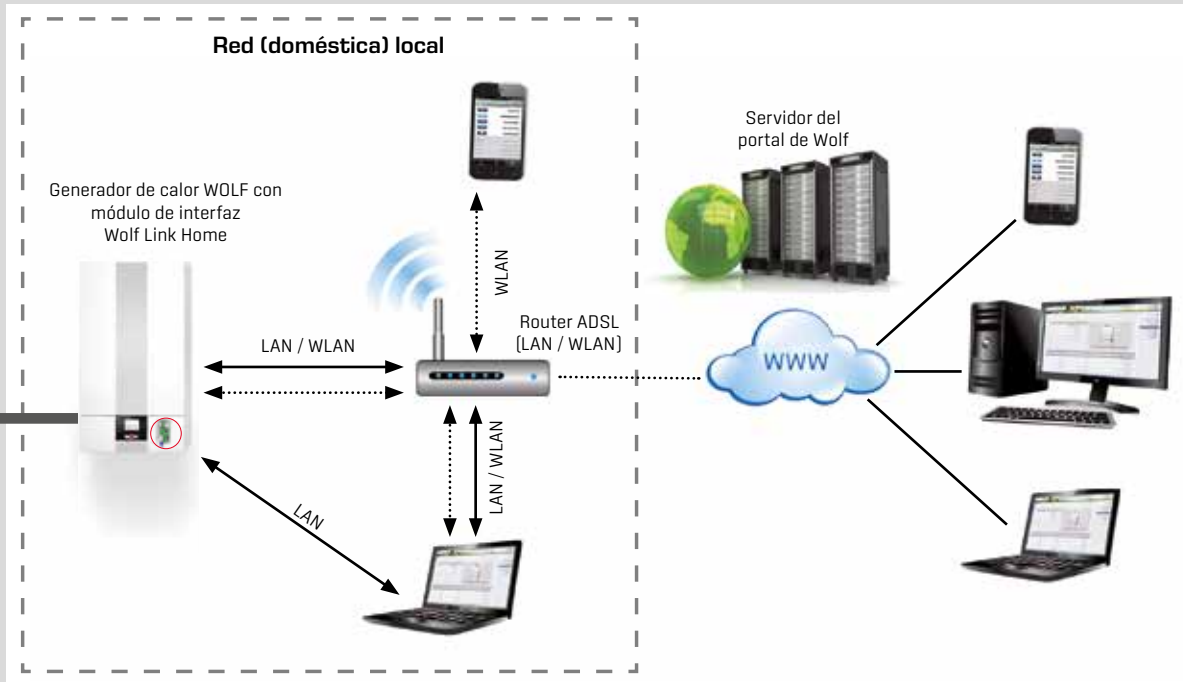 Red (doméstica) local
Servidor del
portal de Wolf
Generador de calor WOLF con
módulo de interfaz
Wolf Link Home
WLAN
Router ADSL
(LAN / WLAN)
LAN / WLAN
WWW
LAN / WLAN
LAN